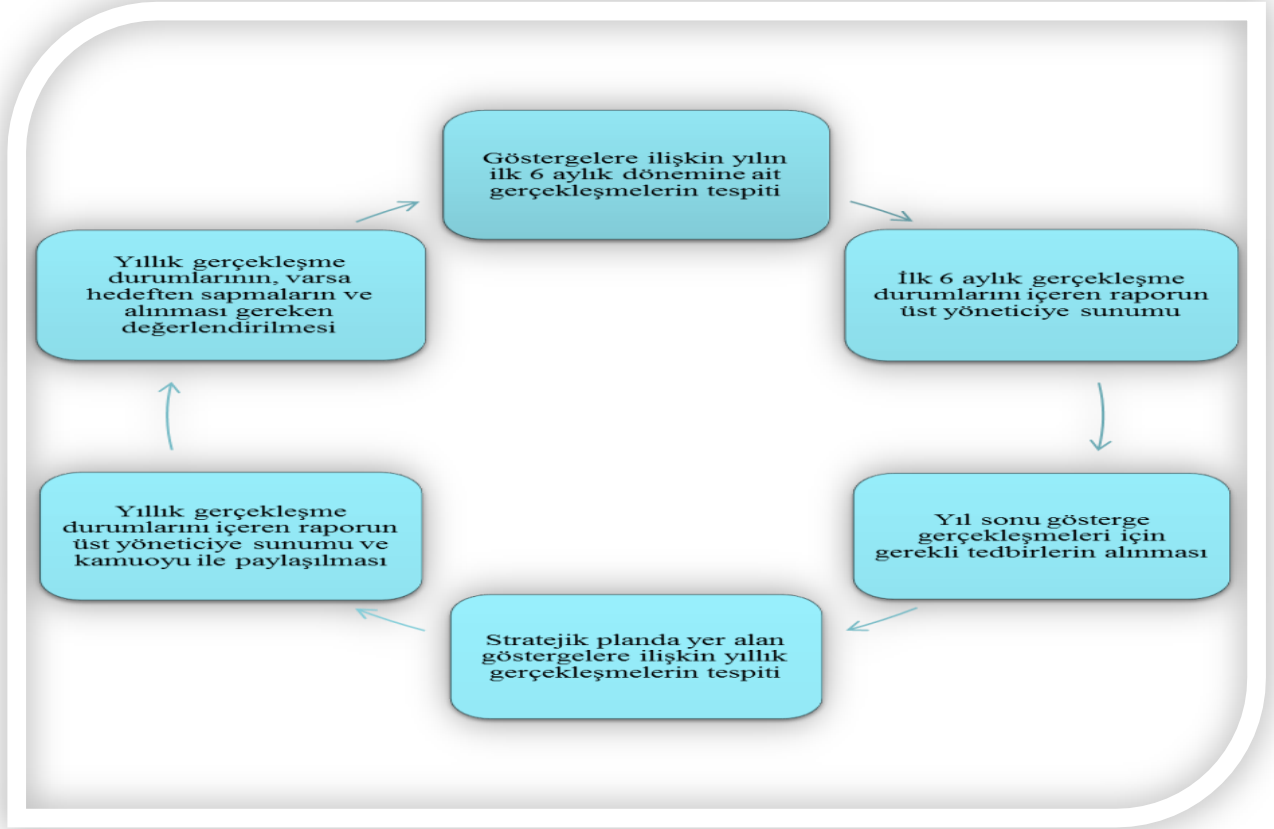 Göstergelere ilişkin yılın
ilk 6 aylık dönemine ait
gerçekleşmelerin tespiti
İlk 6 aylık gerçekleşme
durumlarını içeren raporun
üst yöneticiye sunumu
Yıl sonu gösterge
gerçekleşmeleri için
gerekli tedbirlerin alınması
Stratejik planda yer alan
göstergelere ilişkin yıllık
gerçekleşmelerin tespiti
Yıllık gerçekleşme
durumlarını içeren raporun
üst yöneticiye sunumu ve
kamuoyu ile paylaşılması
Yıllık gerçekleşme
durumlarının, varsa
hedeften sapmaların ve
alınması gereken
değerlendirilmesi